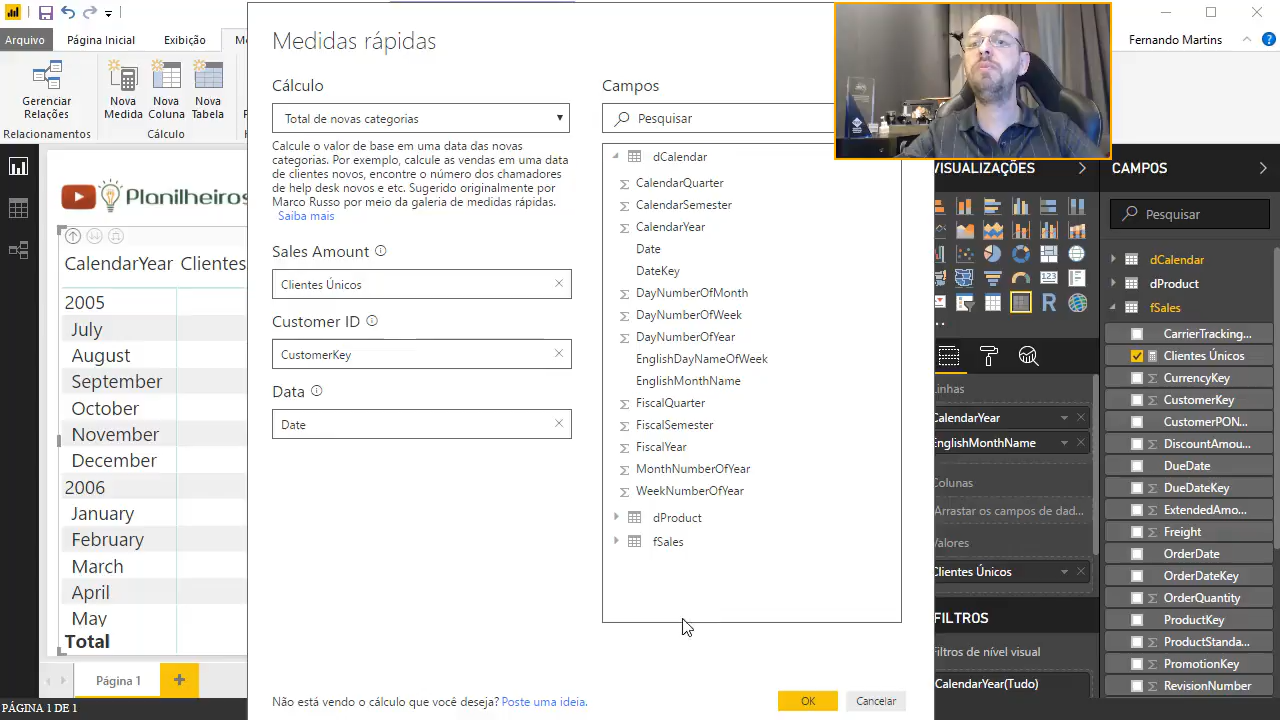 Arquivo
Página Inicial
Exibição
Fernando Martins
Gerenciar
Relações
Nova
Medida
Nova
Coluna
Nova
Tabela
Relacionamentos
Cálculo
Planilheiros
CalendarYear Clientes
2005
July
August
September
October
November
December
2006
January
February
March
April
May
Total
Página 1
PÁGINA 1 DE 1
Medidas rápidas
Cálculo
Total de novas categorias
Calcule o valor de base em uma data das novas
categorias. Por exemplo, calcule as vendas em uma data
de clientes novos, encontre o número dos chamadores
de help desk novos e etc. Sugerido originalmente por
Marco Russo por meio da galeria de medidas rápidas.
Saiba mais
Sales Amount
Clientes Únicos
Customer ID
CustomerKey
Data
Date
Campos
Pesquisar
dCalendar
CalendarQuarter
CalendarSemester
CalendarYear
Date
DateKey
DayNumberOfMonth
DayNumberOfWeek
DayNumberOfYear
EnglishDayNameOfWeek
EnglishMonthName
FiscalQuarter
FiscalSemester
FiscalYear
MonthNumberOfYear
WeekNumberOfYear
dProduct
fSales
Não está vendo o cálculo que você deseja? Poste uma ideia.
OK
Cancelar
VISUALIZAÇÕES
R
123
Linhas
CalendarYear
EnglishMonthName
Colunas
Arrastar os campos de dad...
Valores
Clientes Únicos
FILTROS
Filtros de nível visual
CalendarYear(Tudo)
CAMPOS
Pesquisar
dCalendar
dProduct
fSales
CarrierTracking...
Clientes Únicos
CurrencyKey
CustomerKey
CustomerPON...
DiscountAmou...
DueDate
DueDateKey
ExtendedAmo...
Freight
OrderDate
OrderDateKey
OrderQuantity
ProductKey
ProductStanda...
PromotionKey
RevisionNumber